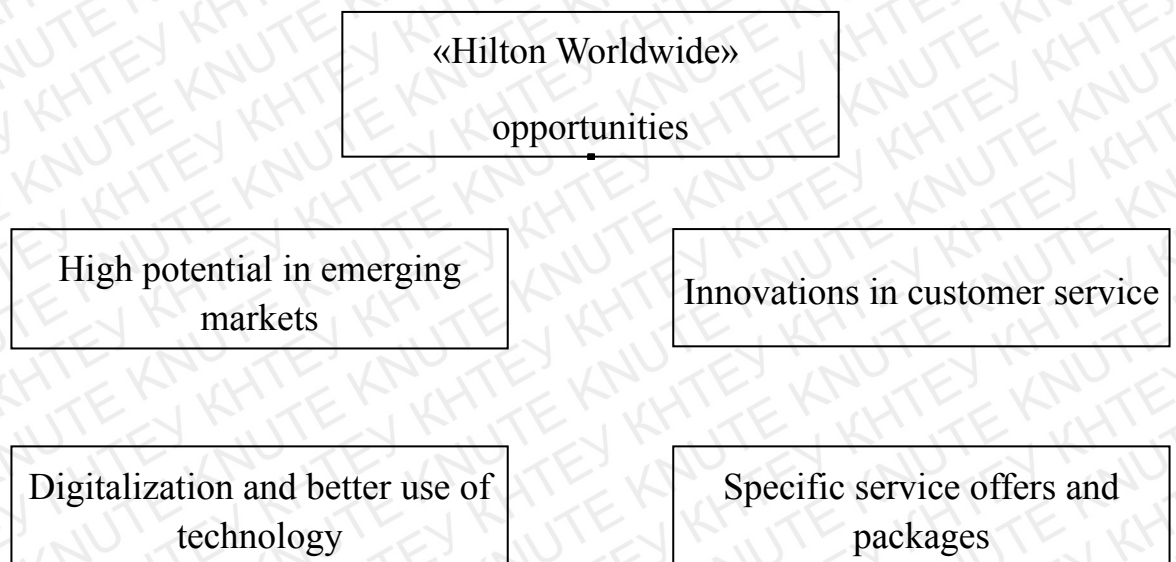 «Hilton Worldwide»
opportunities
High potential in emerging
markets
Innovations in customer service
Digitalization and better use of
technology
Specific service offers and
packages